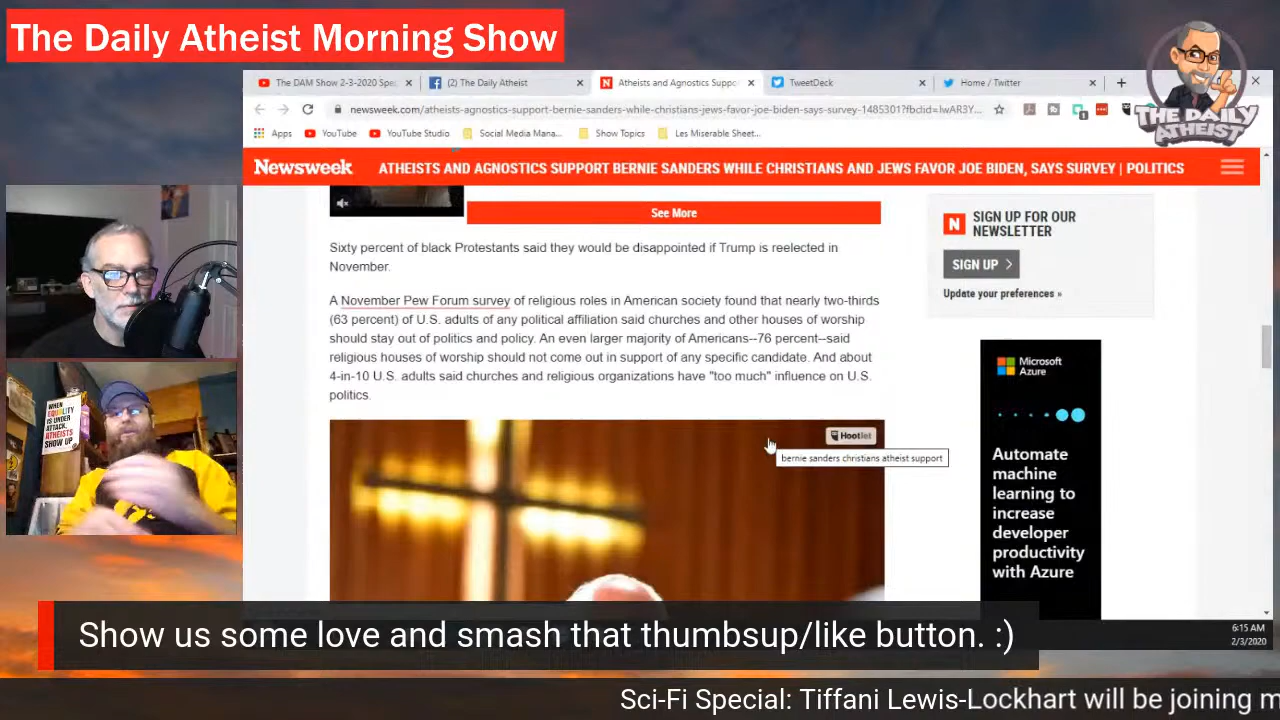 The Daily Atheist Morning Show
The DAM Show 2-3-2020 Spe
(2) The Daily Atheist
Atheists and Agnostics Suppo
TweetDeck
Home / Twitter
newsweek.com/atheists-agnostics-support-bernie-sanders-while-christians-jews-favor-joe-biden-says-survey-1485301?fbclid=IwAR3Y...
Apps
YouTube
YouTube Studio
Social Media Mana...
Show Topics
Les Miserable Sheet...
THE DAILY
ATHEIST
Newsweek
ATHEISTS AND AGNOSTICS SUPPORT BERNIE SANDERS WHILE CHRISTIANS AND JEWS FAVOR JOE BIDEN, SAYS SURVEY | POLITICS
See More
Sixty percent of black Protestants said they would be disappointed if Trump is reelected in
November.
A November Pew Forum survey of religious roles in American society found that nearly two-thirds
(63 percent) of U.S. adults of any political affiliation said churches and other houses of worship
should stay out of politics and policy. An even larger majority of Americans--76 percent--said
religious houses of worship should not come out in support of any specific candidate. And about
4-in-10 U.S. adults said churches and religious organizations have "too much" influence on U.S.
politics.
Hootlet
bernie sanders christians atheist support
N
SIGN UP FOR OUR
NEWSLETTER
SIGN UP
Update your preferences »
Microsoft
Azure
Automate
machine
learning to
increase
developer
productivity
with Azure
WHEN
EQUALITY
IS UNDER
ATTACK,
ATHEISTS
SHOW UP
Show us some love and smash that thumbsup/like button. :)
6:15 AM
2/3/2020
Sci-Fi Special: Tiffani Lewis-Lockhart will be joining m